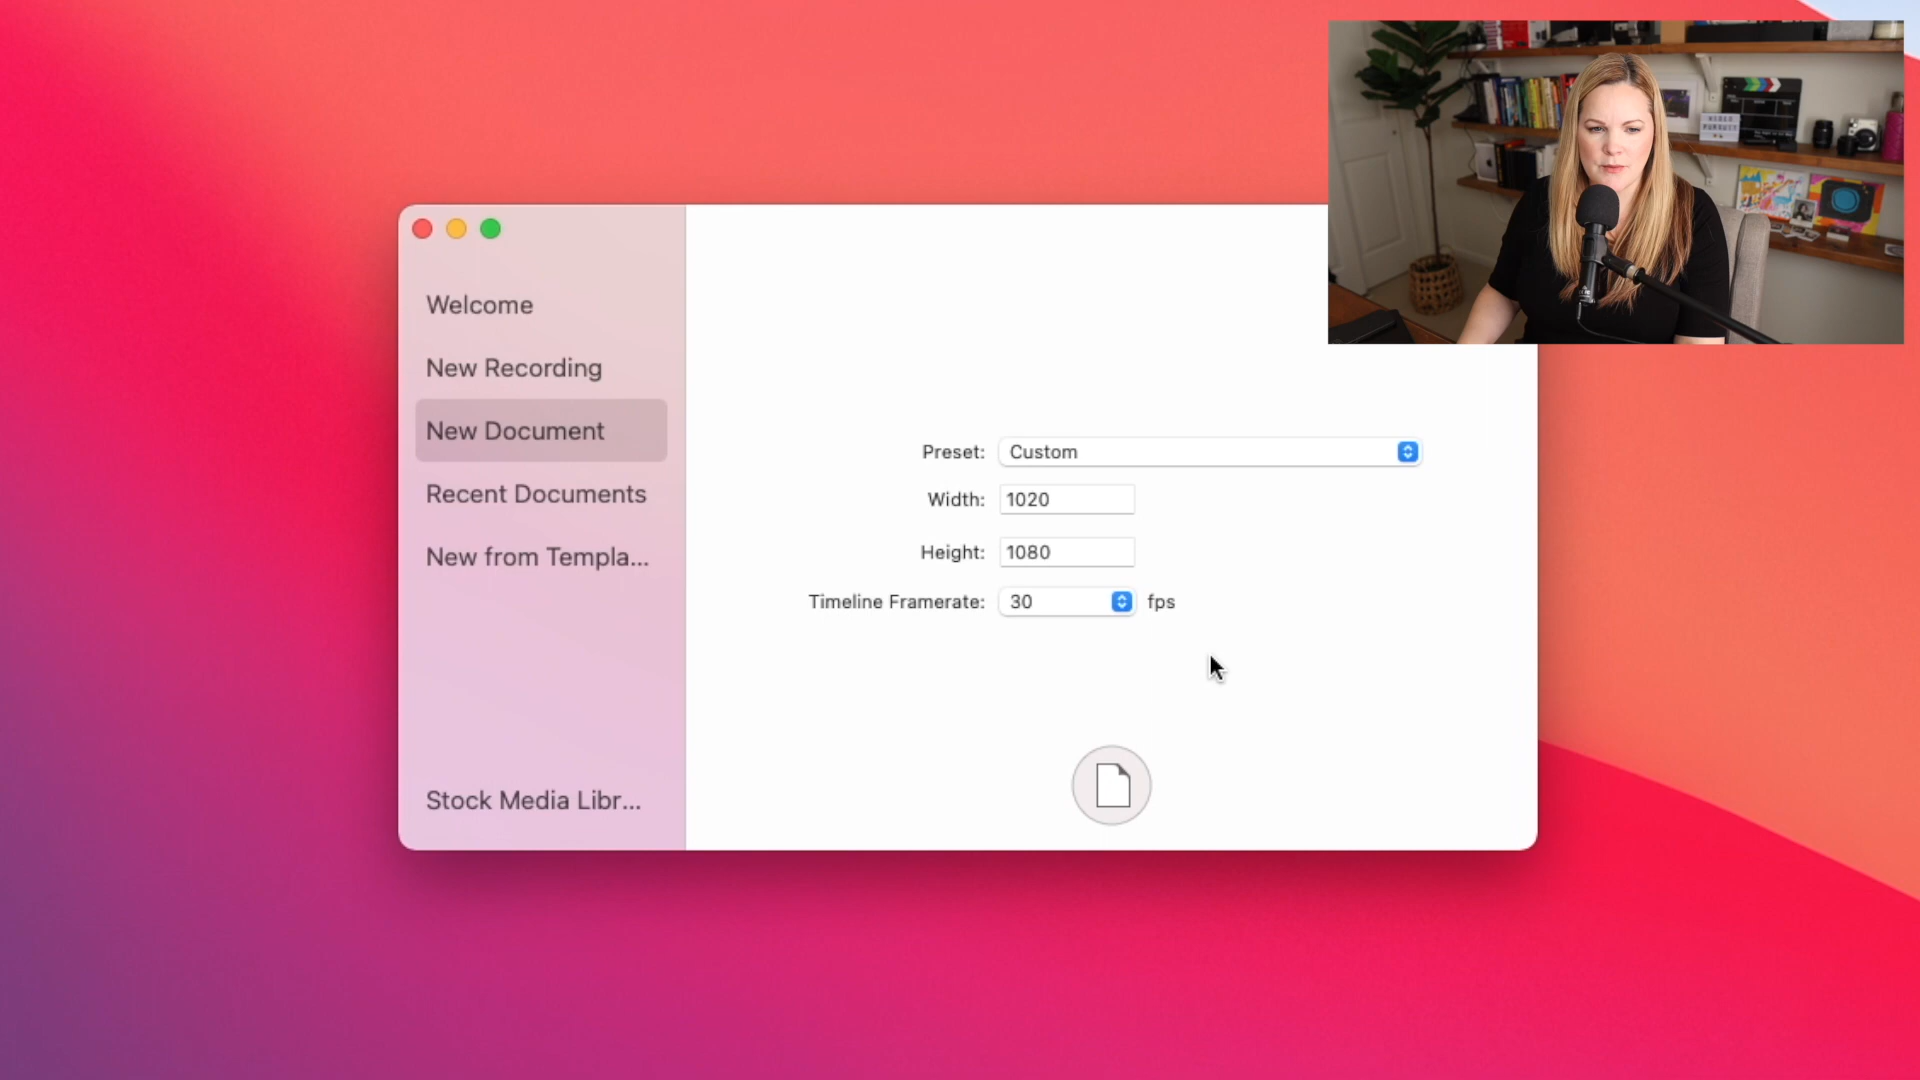 Welcome
New Recording
New Document
Recent Documents
New from Templa...
Stock Media Libr...
Preset: Custom
Width: 1020
Height: 1080
Timeline Framerate: 30 fps